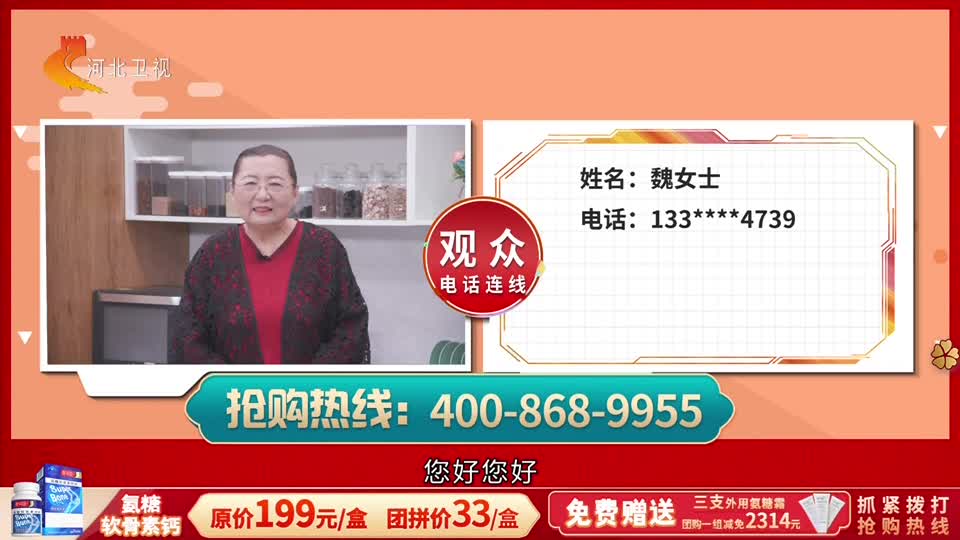 河北卫视
姓名：魏女士
电话：133****4739
观众
电话连线
抢购热线：400-868-9955
您好您好
Super
Bone
氨糖
软骨素钙
原价199元/盒 团拼价33/盒
免费赠送
三支外用氨糖霜
团购一组减免2314元
抓紧拨打
抢购热线